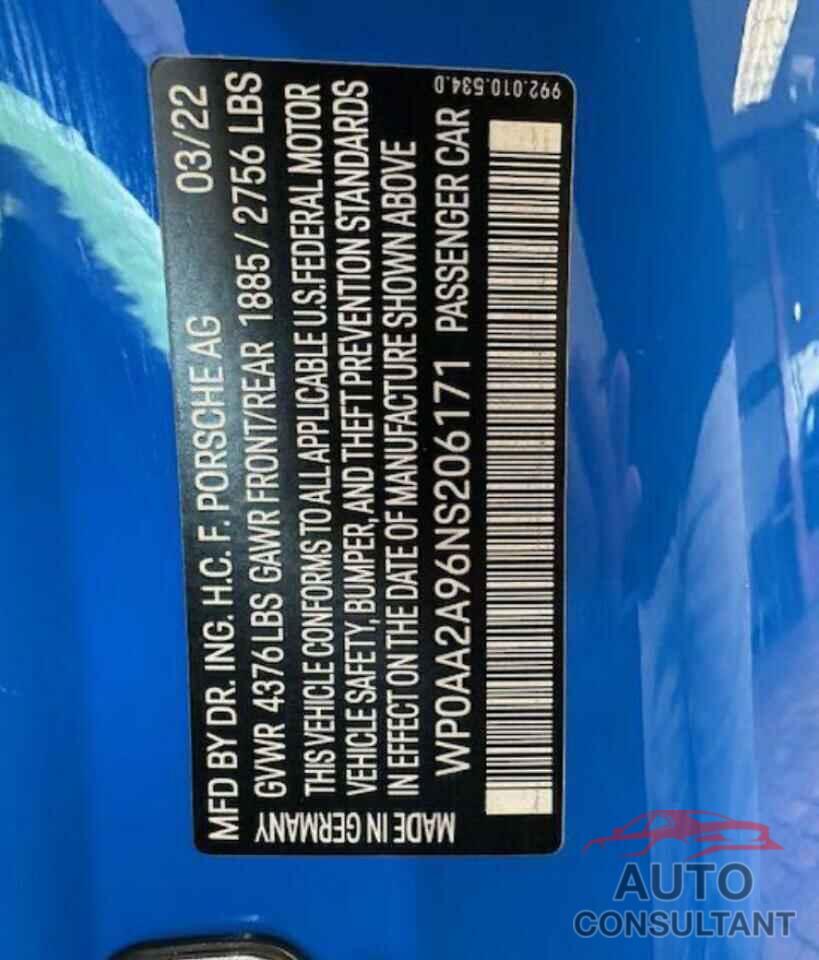 MFD BY DR. ING. H.C. F. PORSCHE AG 03/22
GVWR 4376 LBS GAWR FRONT/REAR 1885 / 2756 LBS
THIS VEHICLE CONFORMS TO ALL APPLICABLE U.S. FEDERAL MOTOR
VEHICLE SAFETY, BUMPER, AND THEFT PREVENTION STANDARDS
IN EFFECT ON THE DATE OF MANUFACTURE SHOWN ABOVE
WP0AA2A96NS206171 PASSENGER CAR
MADE IN GERMANY
992.010.534.D
AUTO
CONSULTANT